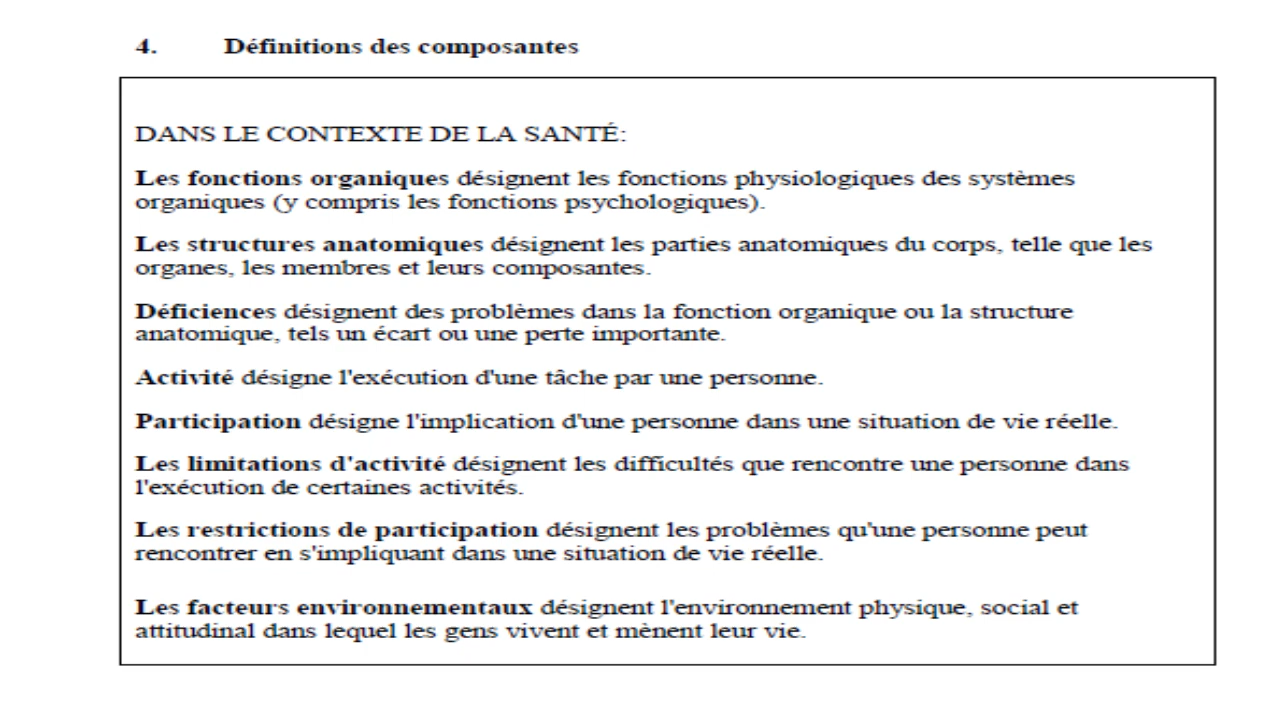 4. Définitions des composantes
DANS LE CONTEXTE DE LA SANTÉ:
Les fonctions organiques désignent les fonctions physiologiques des systèmes
organiques (y compris les fonctions psychologiques).
Les structures anatomiques désignent les parties anatomiques du corps, telle que les
organes, les membres et leurs composantes.
Déficiences désignent des problèmes dans la fonction organique ou la structure
anatomique, tels un écart ou une perte importante.
Activité désigne l'exécution d'une tâche par une personne.
Participation désigne l'implication d'une personne dans une situation de vie réelle.
Les limitations d'activité désignent les difficultés que rencontre une personne dans
l'exécution de certaines activités.
Les restrictions de participation désignent les problèmes qu'une personne peut
rencontrer en s'impliquant dans une situation de vie réelle.
Les facteurs environnementaux désignent l'environnement physique, social et
attitudinal dans lequel les gens vivent et mènent leur vie.